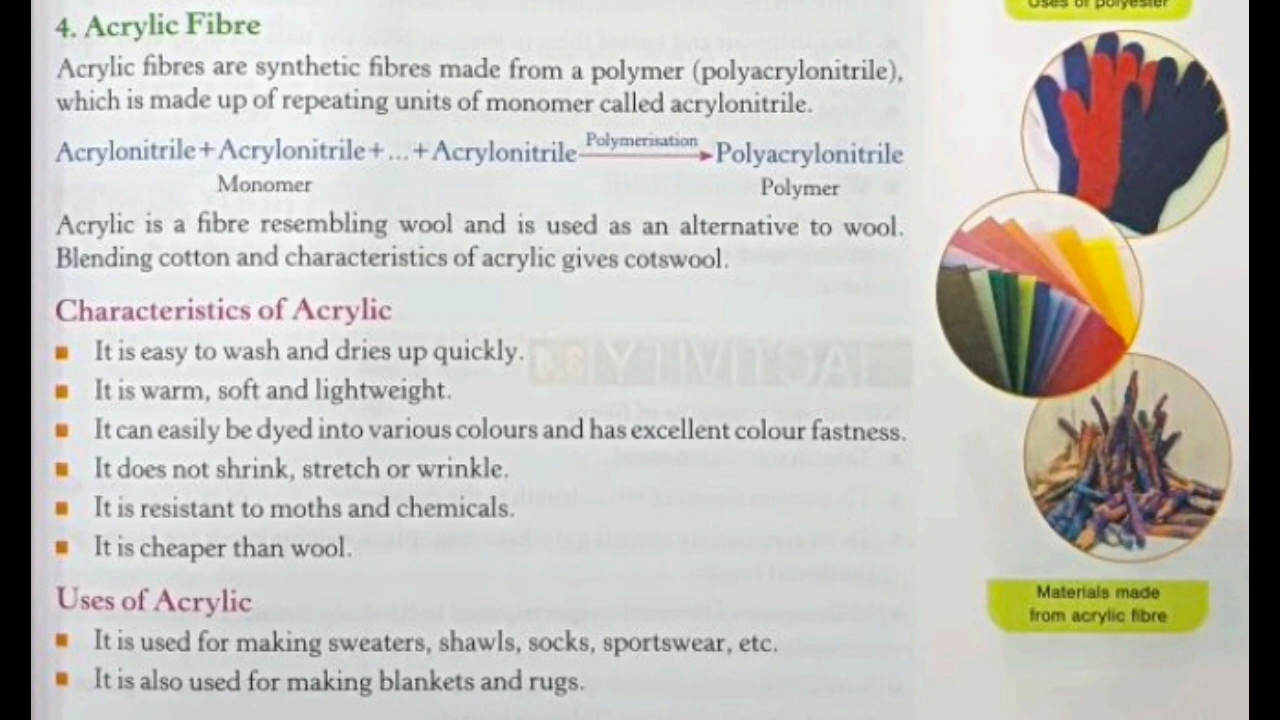 Uses of polyester
4. Acrylic Fibre
Acrylic fibres are synthetic fibres made from a polymer (polyacrylonitrile),
which is made up of repeating units of monomer called acrylonitrile.
Acrylonitrile + Acrylonitrile + ... + Acrylonitrile Polymerisation → Polyacrylonitrile
Monomer Polymer
Acrylic is a fibre resembling wool and is used as an alternative to wool.
Blending cotton and characteristics of acrylic gives cotswool.
Characteristics of Acrylic
■ It is easy to wash and dries up quickly.
■ It is warm, soft and lightweight.
■ It can easily be dyed into various colours and has excellent colour fastness.
■ It does not shrink, stretch or wrinkle.
■ It is resistant to moths and chemicals.
■ It is cheaper than wool.
Uses of Acrylic
■ It is used for making sweaters, shawls, socks, sportswear, etc.
■ It is also used for making blankets and rugs.
Materials made
from acrylic fibre